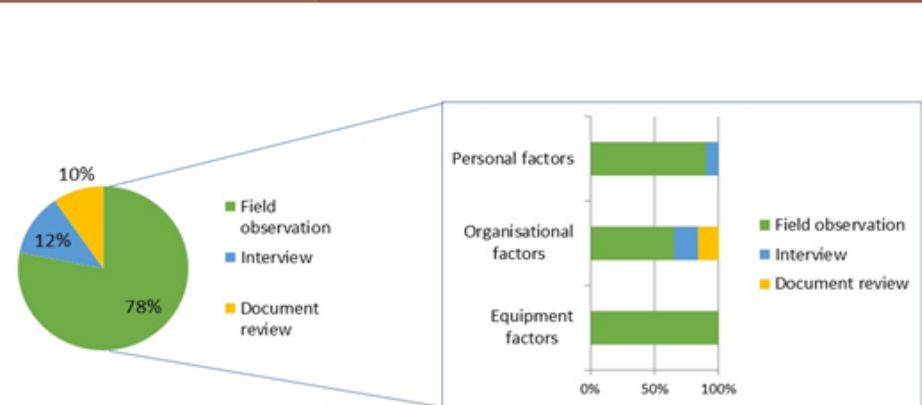 10%
12%
78%
Field
observation
Interview
Document
review
Personal factors
Organisational
factors
Equipment
factors
0% 50% 100%
Field observation
Interview
Document review